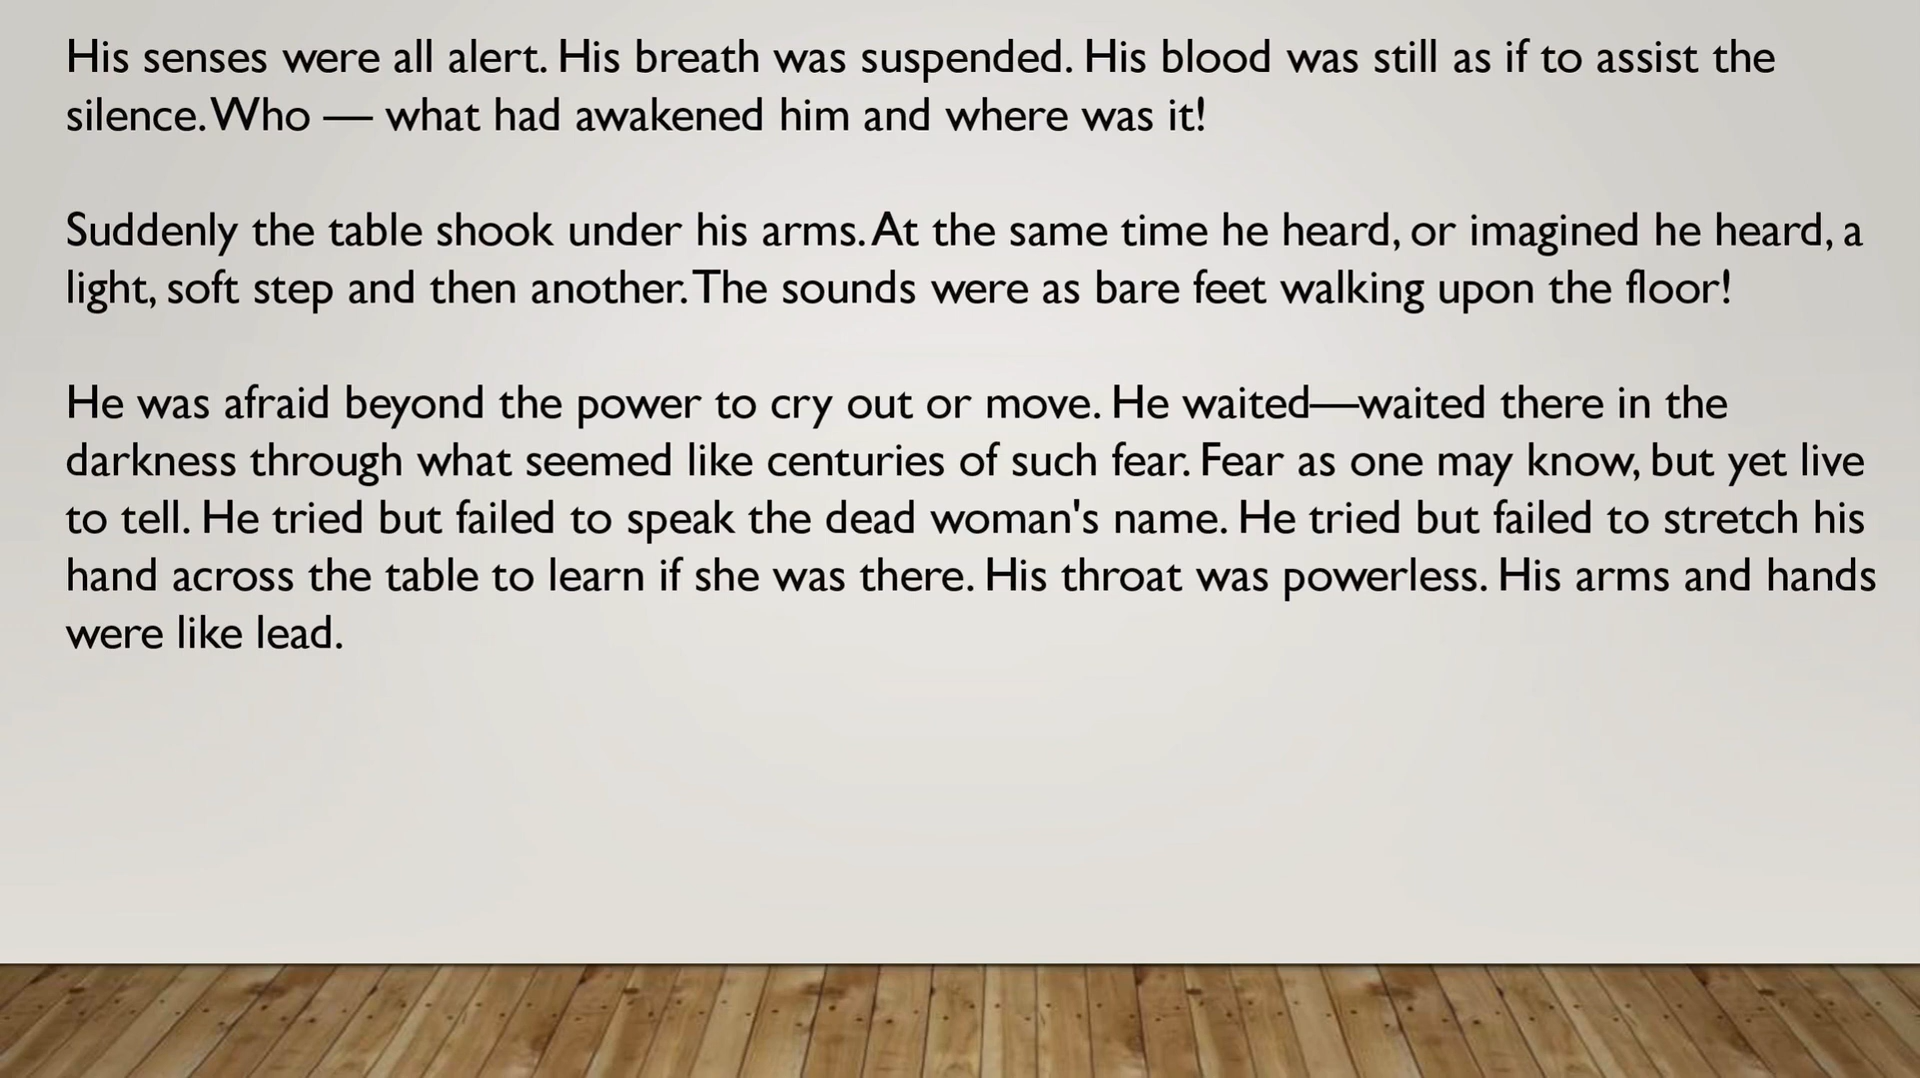 His senses were all alert. His breath was suspended. His blood was still as if to assist the
silence. Who — what had awakened him and where was it!
Suddenly the table shook under his arms. At the same time he heard, or imagined he heard, a
light, soft step and then another. The sounds were as bare feet walking upon the floor!
He was afraid beyond the power to cry out or move. He waited—waited there in the
darkness through what seemed like centuries of such fear. Fear as one may know, but yet live
to tell. He tried but failed to speak the dead woman's name. He tried but failed to stretch his
hand across the table to learn if she was there. His throat was powerless. His arms and hands
were like lead.